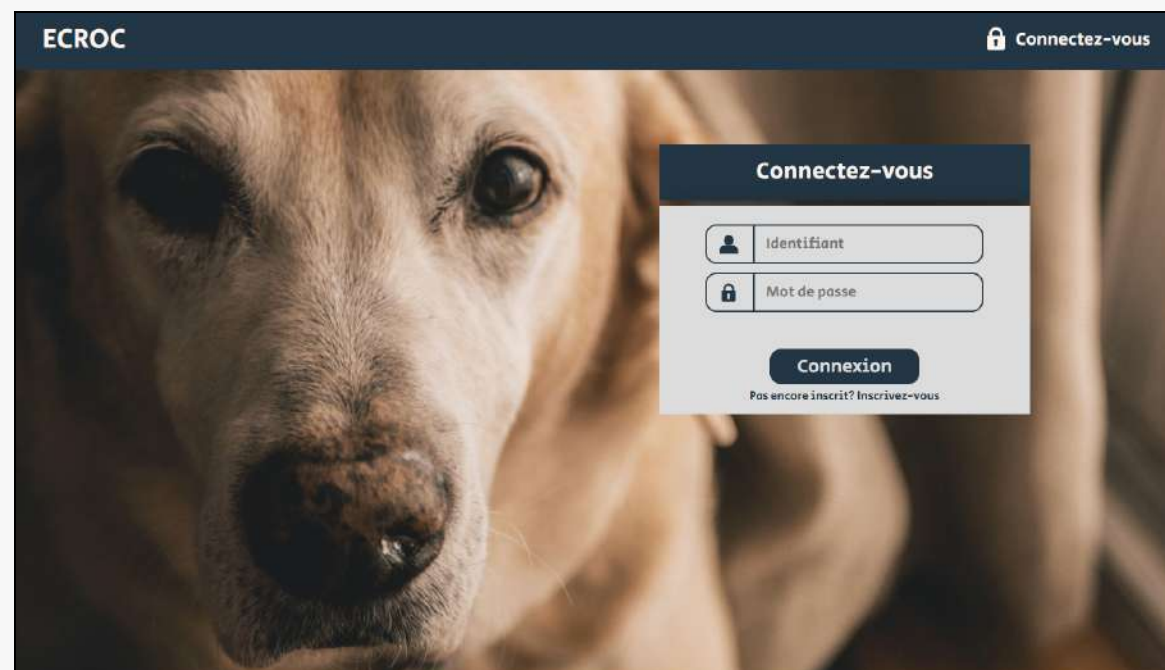 ECROC
Connectez-vous
Connectez-vous
Identifiant
Mot de passe
Connexion
Pas encore inscrit? Inscrivez-vous